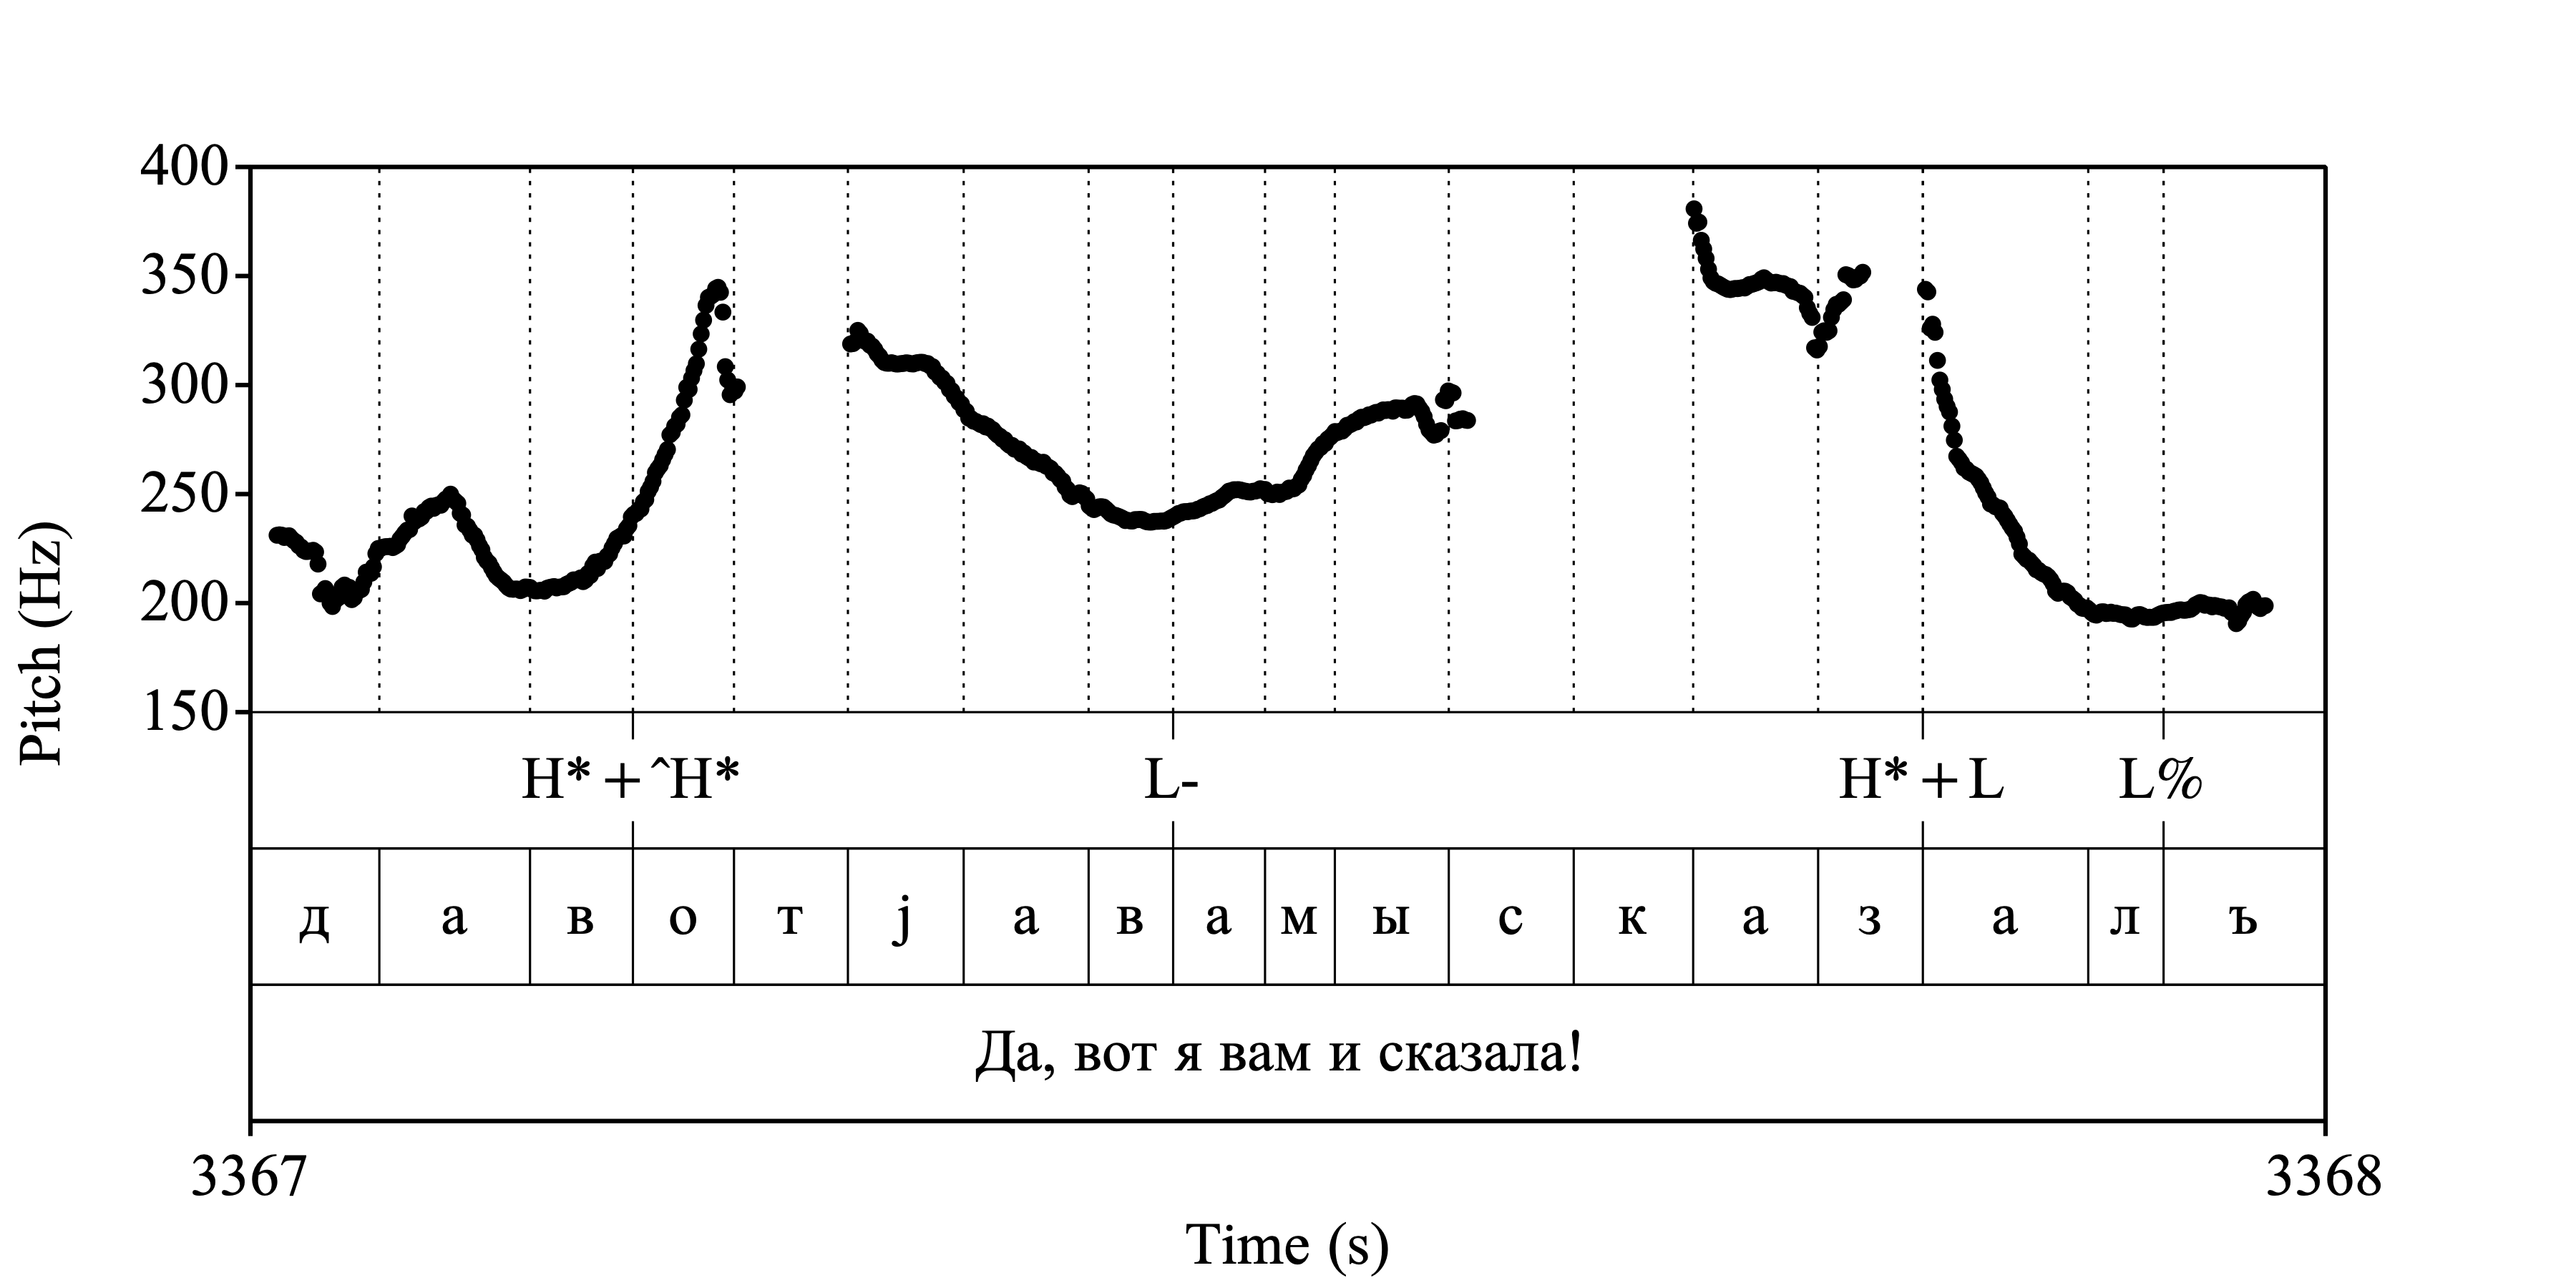 400
350
300
250
200
150
Pitch (Hz)
H* + ^H* L- H* + L L%
д а в о т j а в а м ы с к а з а л ъ
Да, вот я вам и сказала!
3367 3368
Time (s)